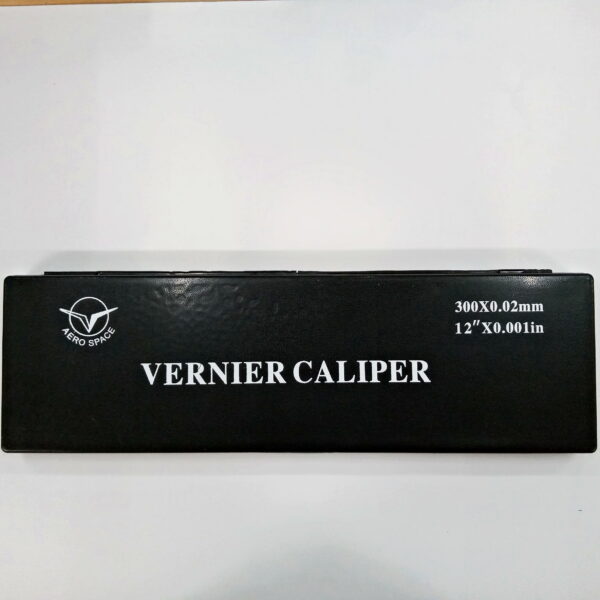 AERO SPACE
300X0.02mm
12"X0.001in
VERNIER CALIPER